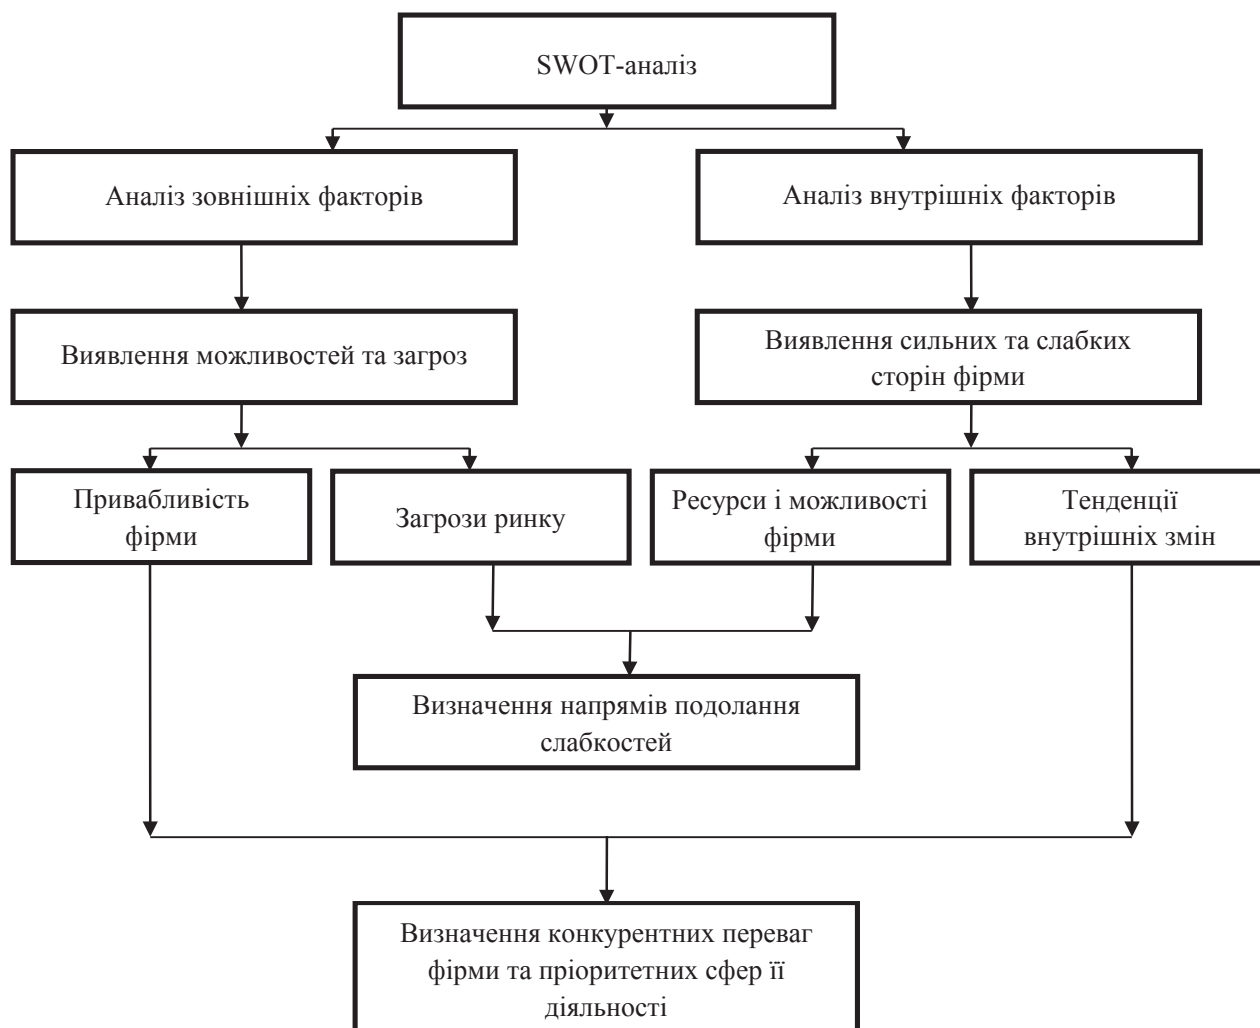 SWOT-аналіз
Аналіз зовнішніх факторів
Аналіз внутрішніх факторів
Виявлення можливостей та загроз
Виявлення сильних та слабких
сторін фірми
Привабливість
фірми
Загрози ринку
Ресурси і можливості
фірми
Тенденції
внутрішніх змін
Визначення напрямів подолання
слабкостей
Визначення конкурентних переваг
фірми та пріоритетних сфер її
діяльності